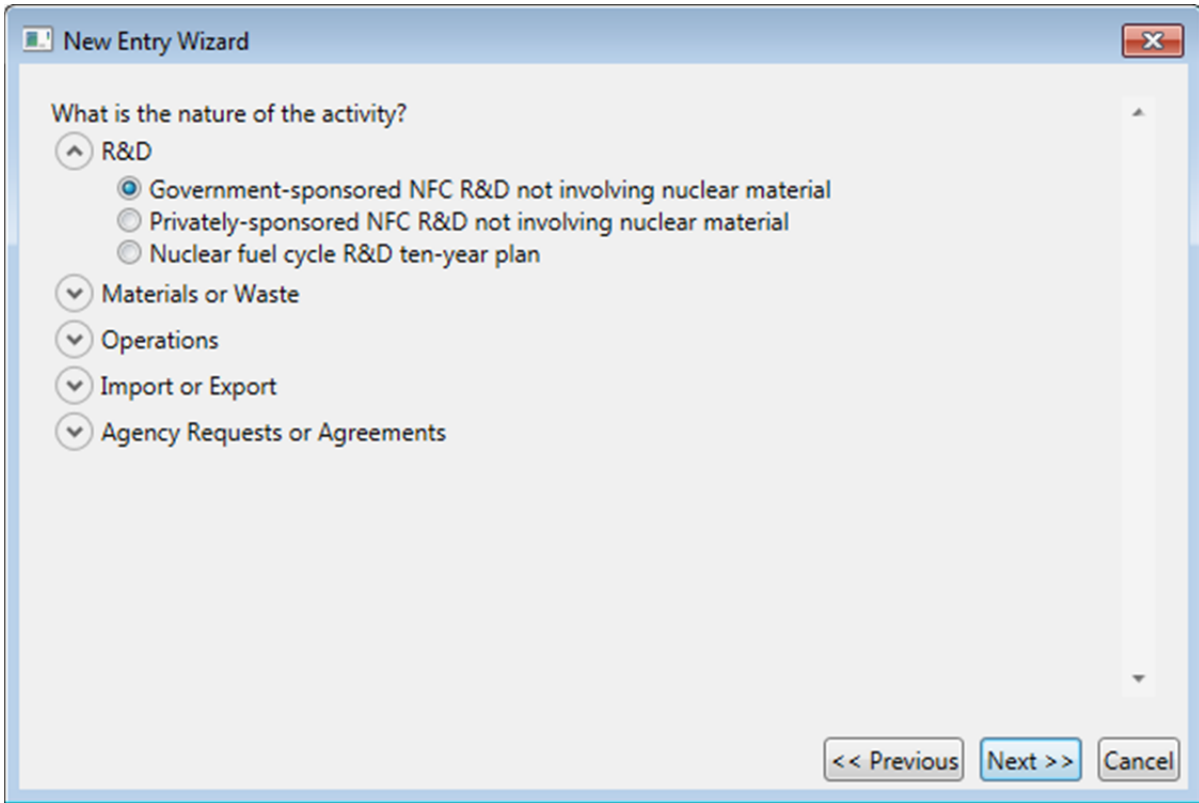 New Entry Wizard
What is the nature of the activity?
R&D
Government-sponsored NFC R&D not involving nuclear material
Privately-sponsored NFC R&D not involving nuclear material
Nuclear fuel cycle R&D ten-year plan
Materials or Waste
Operations
Import or Export
Agency Requests or Agreements
<< Previous Next >> Cancel